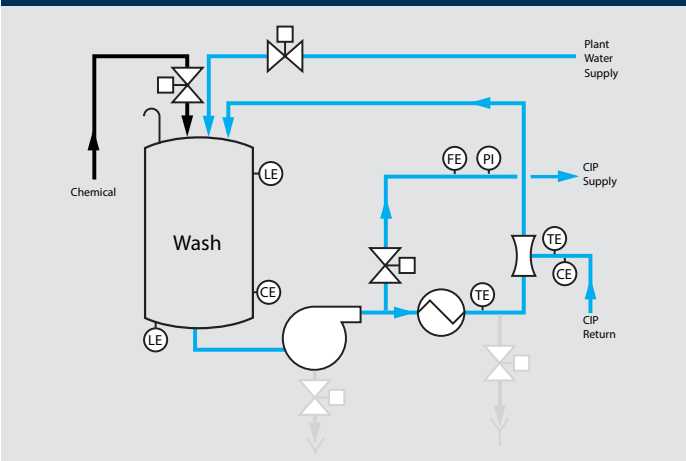 Plant
Water
Supply
FE
PI
CIP
Supply
LE
Chemical
Wash
TE
CE
CE
TE
LE
CIP
Return